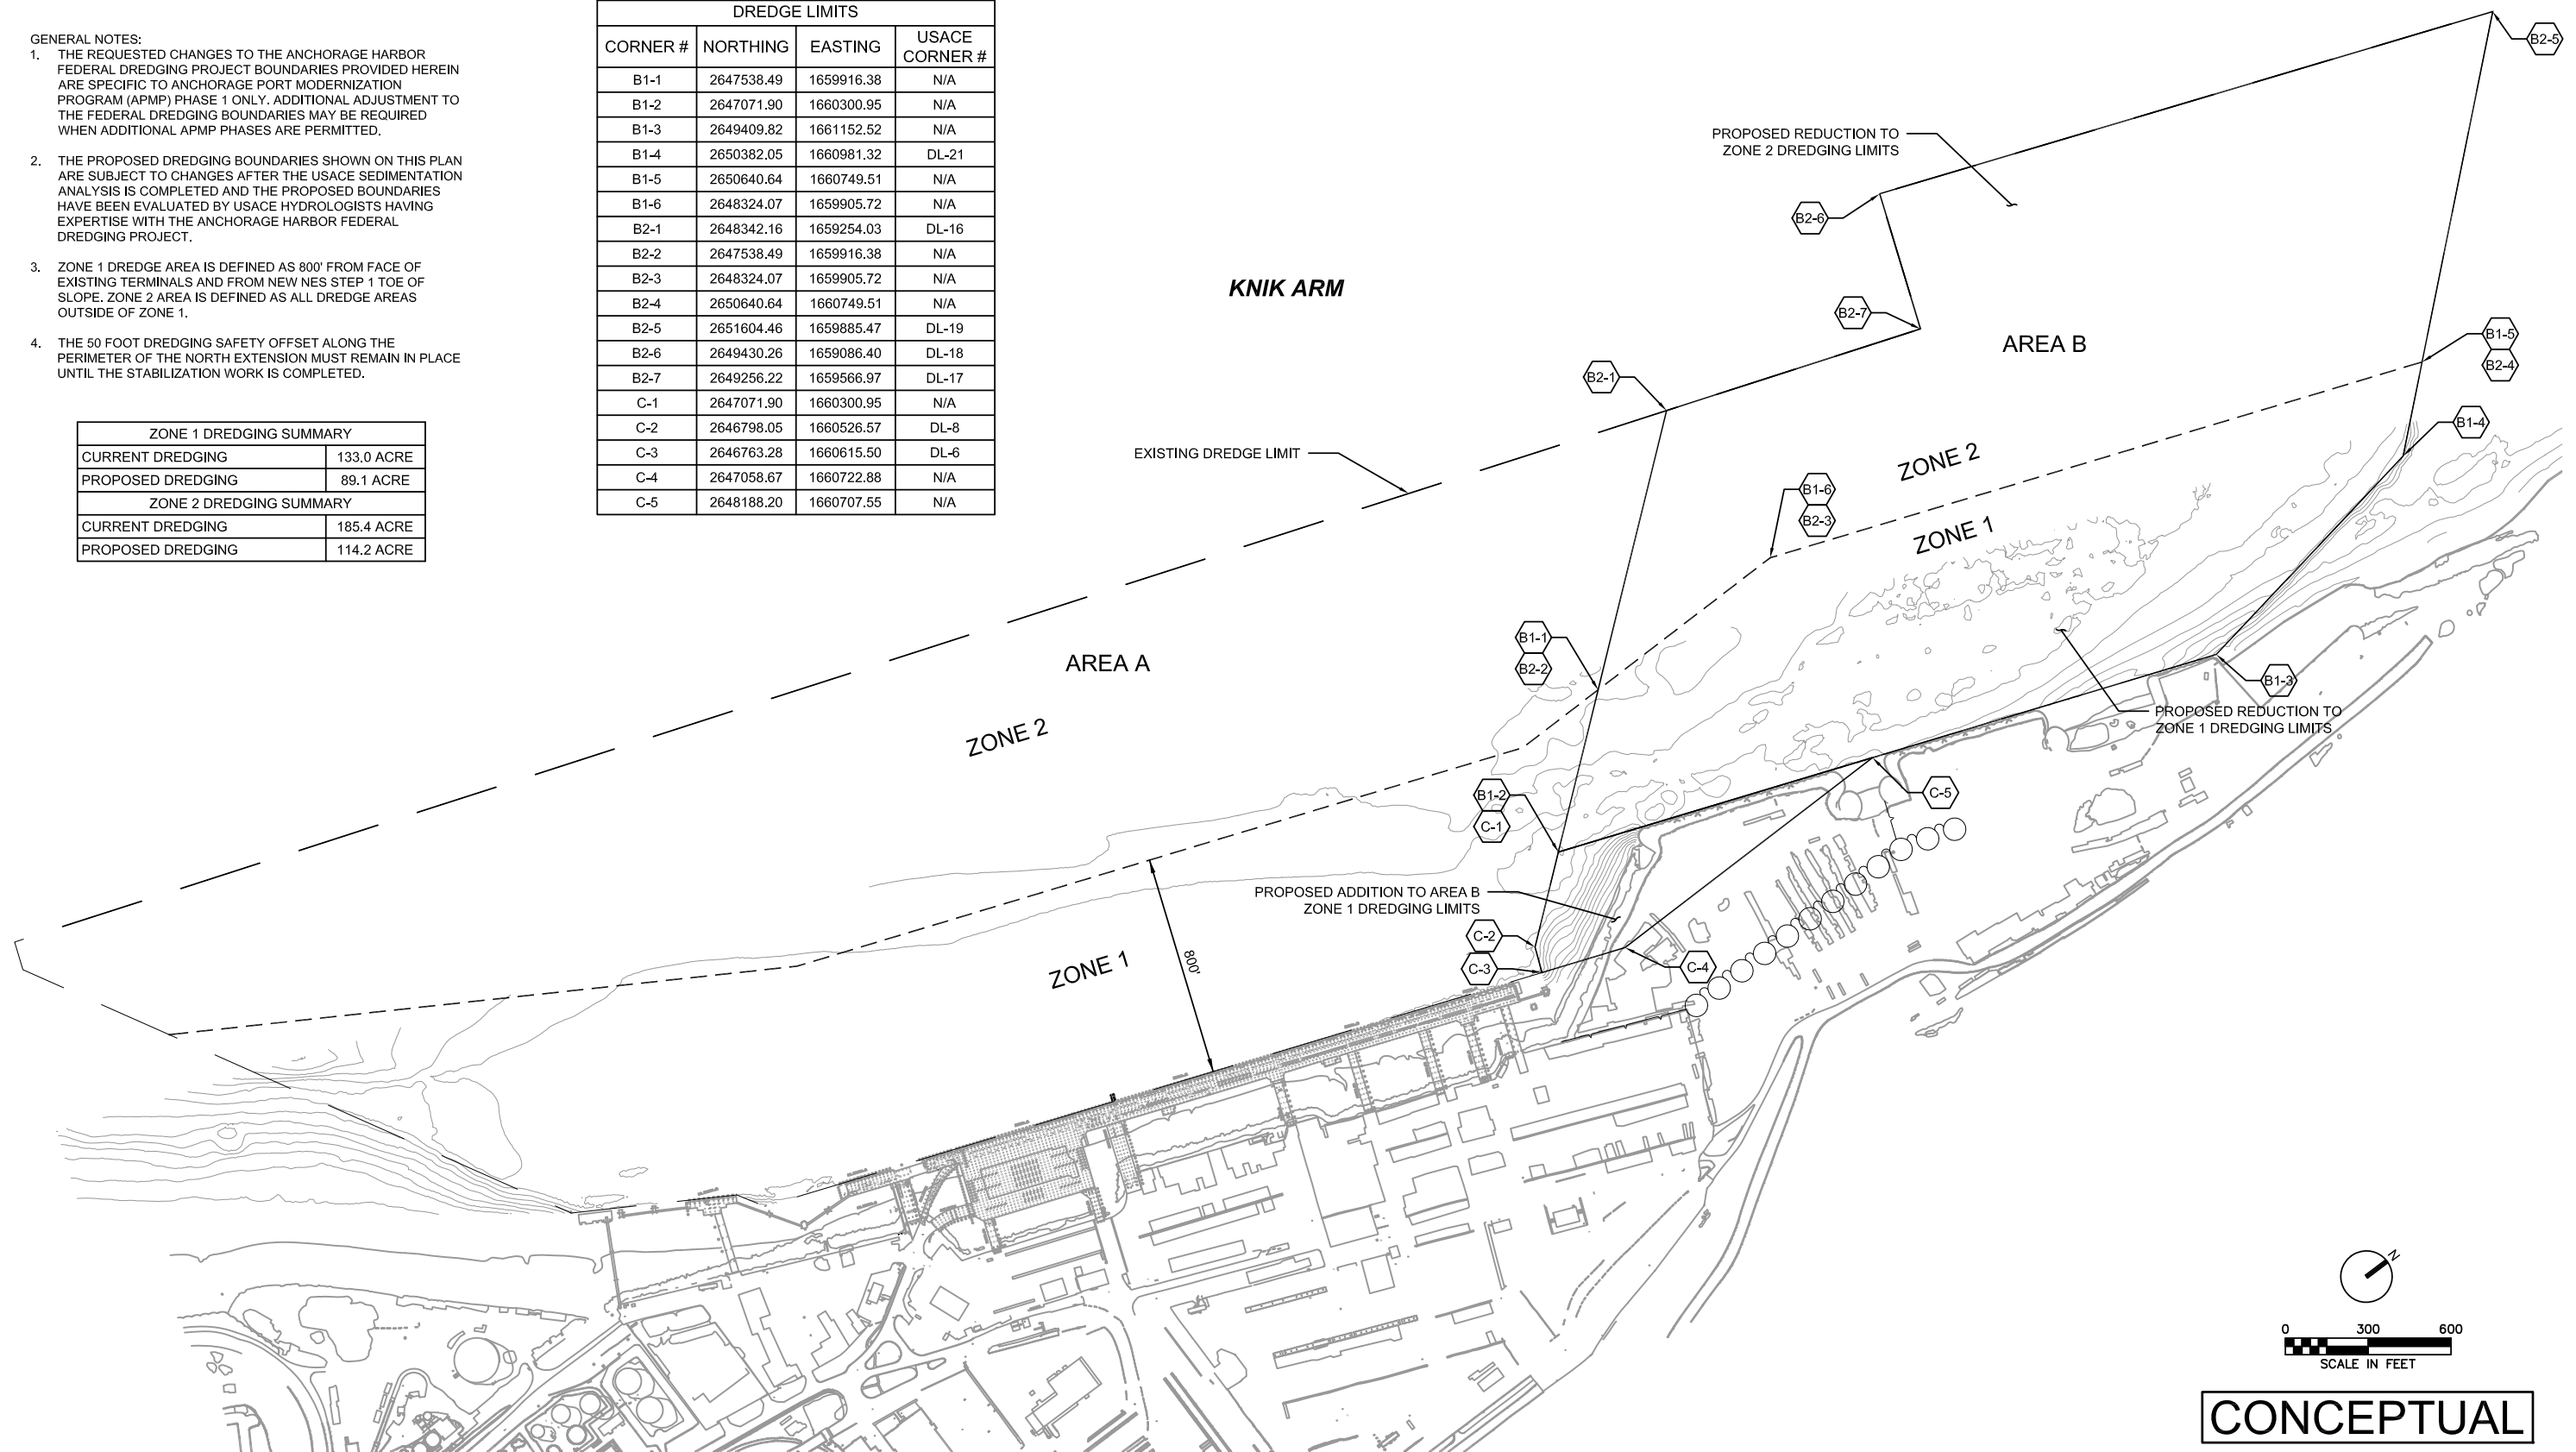 GENERAL NOTES:
1. THE REQUESTED CHANGES TO THE ANCHORAGE HARBOR
FEDERAL DREDGING PROJECT BOUNDARIES PROVIDED HEREIN
ARE SPECIFIC TO ANCHORAGE PORT MODERNIZATION
PROGRAM (APMP) PHASE 1 ONLY. ADDITIONAL ADJUSTMENT TO
THE FEDERAL DREDGING BOUNDARIES MAY BE REQUIRED
WHEN ADDITIONAL APMP PHASES ARE PERMITTED.
2. THE PROPOSED DREDGING BOUNDARIES SHOWN ON THIS PLAN
ARE SUBJECT TO CHANGES AFTER THE USACE SEDIMENTATION
ANALYSIS IS COMPLETED AND THE PROPOSED BOUNDARIES
HAVE BEEN EVALUATED BY USACE HYDROLOGISTS HAVING
EXPERTISE WITH THE ANCHORAGE HARBOR FEDERAL
DREDGING PROJECT.
3. ZONE 1 DREDGE AREA IS DEFINED AS 800' FROM FACE OF
EXISTING TERMINALS AND FROM NEW NES STEP 1 TOE OF
SLOPE. ZONE 2 AREA IS DEFINED AS ALL DREDGE AREAS
OUTSIDE OF ZONE 1.
4. THE 50 FOOT DREDGING SAFETY OFFSET ALONG THE
PERIMETER OF THE NORTH EXTENSION MUST REMAIN IN PLACE
UNTIL THE STABILIZATION WORK IS COMPLETED.
ZONE 1 DREDGING SUMMARY
CURRENT DREDGING 133.0 ACRE
PROPOSED DREDGING 89.1 ACRE
ZONE 2 DREDGING SUMMARY
CURRENT DREDGING 185.4 ACRE
PROPOSED DREDGING 114.2 ACRE
DREDGE LIMITS
CORNER # NORTHING EASTING USACE CORNER #
B1-1 2647538.49 1659916.38 N/A
B1-2 2647071.90 1660300.95 N/A
B1-3 2649409.82 1661152.52 N/A
B1-4 2650382.05 1660981.32 DL-21
B1-5 2650640.64 1660749.51 N/A
B1-6 2648324.07 1659905.72 N/A
B2-1 2648342.16 1659254.03 DL-16
B2-2 2647538.49 1659916.38 N/A
B2-3 2648324.07 1659905.72 N/A
B2-4 2650640.64 1660749.51 N/A
B2-5 2651604.46 1659885.47 DL-19
B2-6 2649430.26 1659086.40 DL-18
B2-7 2649256.22 1659566.97 DL-17
C-1 2647071.90 1660300.95 N/A
C-2 2646798.05 1660526.57 DL-8
C-3 2646763.28 1660615.50 DL-6
C-4 2647058.67 1660722.88 N/A
C-5 2648188.20 1660707.55 N/A
B2-5
PROPOSED REDUCTION TO
ZONE 2 DREDGING LIMITS
B2-6
KNIK ARM
B2-7
AREA B
B1-5
B2-4
B2-1
B1-4
EXISTING DREDGE LIMIT
ZONE 2
B1-6
B2-3
ZONE 1
B1-1
B2-2
AREA A
B1-3
PROPOSED REDUCTION TO
ZONE 1 DREDGING LIMITS
ZONE 2
B1-2
C-1
C-5
PROPOSED ADDITION TO AREA B
ZONE 1 DREDGING LIMITS
C-2
C-3
C-4
ZONE 1
800'
N
0 300 600
SCALE IN FEET
CONCEPTUAL